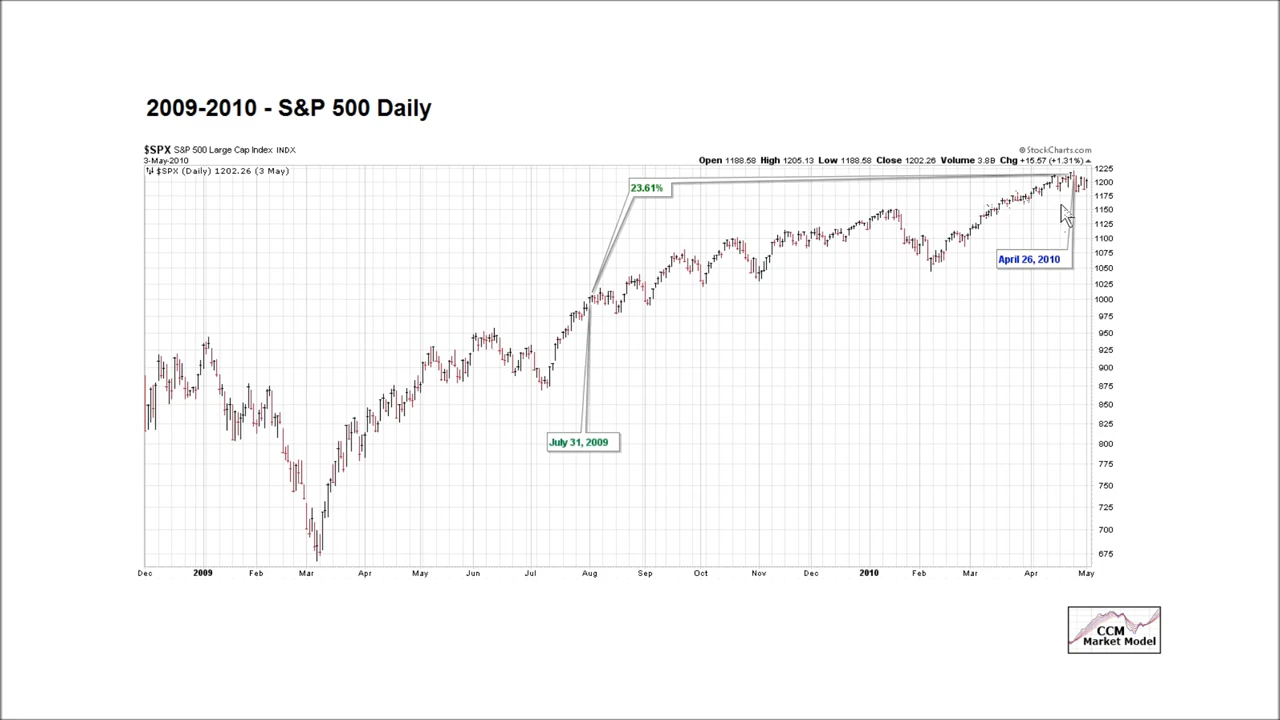 2009-2010 - S&P 500 Daily
$SPX S&P 500 Large Cap Index INDX
© StockCharts.com
3-May-2010
Open 1188.58 High 1205.13 Low 1188.58 Close 1202.26 Volume 3.8B Chg +15.57 (+1.31%)
$SPX (Daily) 1202.26 (3 May)
23.61%
April 26, 2010
July 31, 2009
1225
1200
1175
1150
1125
1100
1075
1050
1025
1000
975
950
925
900
875
850
825
800
775
750
725
700
675
Dec 2009 Feb Mar Apr May Jun Jul Aug Sep Oct Nov Dec 2010 Feb Mar Apr May
CCM
Market Model